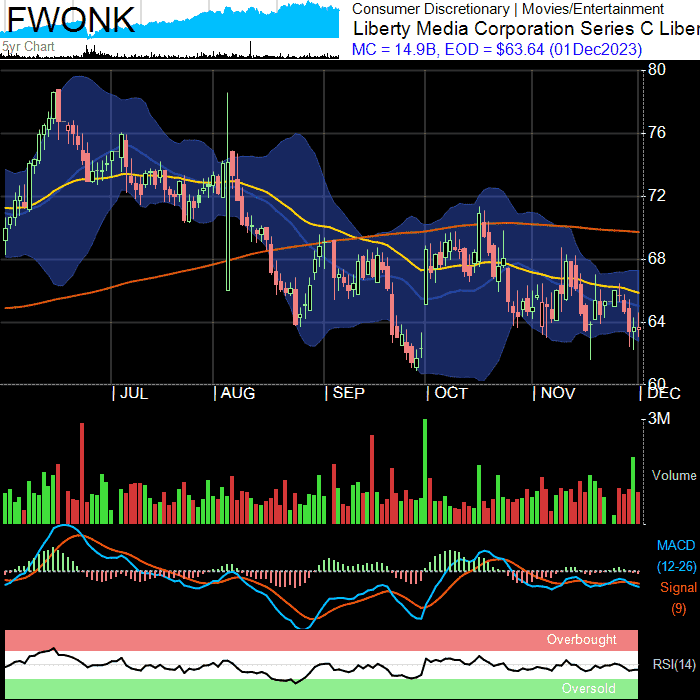 FWONK
5yr Chart
Consumer Discretionary | Movies/Entertainment
Liberty Media Corporation Series C Liber
MC = 14.9B, EOD = $63.64 (01Dec2023)
80
76
72
68
64
60
JUL
AUG
SEP
OCT
NOV
DEC
3M
Volume
MACD
(12-26)
Signal
(9)
Overbought
RSI(14)
Oversold